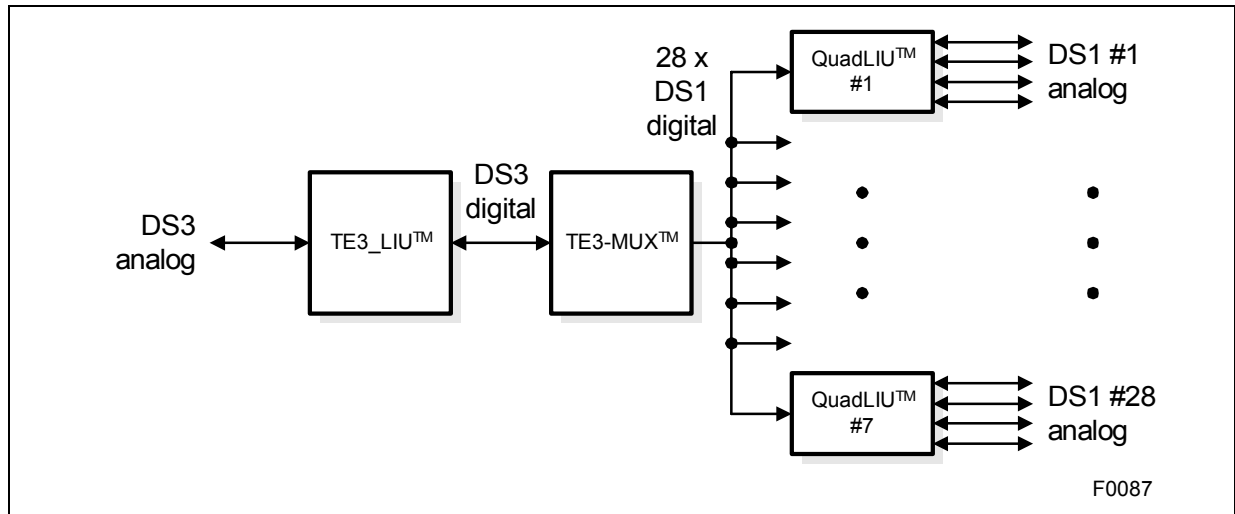 28 x
DS1
digital
QuadLIU™
#1
DS1 #1
analog
DS3
analog
TE3_LIU™
DS3
digital
TE3-MUX™
QuadLIU™
#7
DS1 #28
analog
F0087